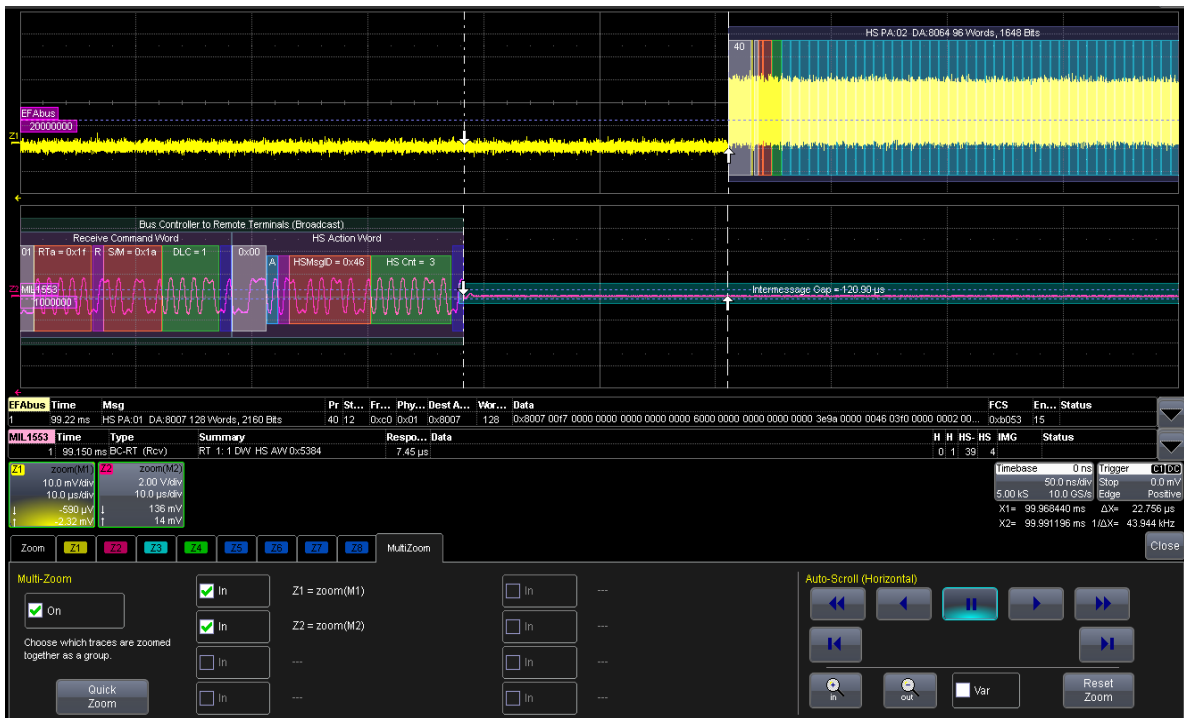 HS PA:02 DA:8064 96 Words, 1648 Bits
40
EFAbus
20000000
Z1
Bus Controller to Remote Terminals (Broadcast)
Receive Command Word HS Action Word
01 RTa = 0x1f R S/M = 0x1a DLC = 1 0x00 A HSMsgID = 0x46 HS Cnt = 3
Z2 MIL1553
1000000
Intermessage Gap = 120.90 µs
EFAbus Time Msg Pr St... Fr... Phy... Dest A... Wor... Data FCS En... Status
1 99.22 ms HS PA:01 DA:8007 128 Words, 2160 Bits 40 12 0xc0 0x01 0x8007 128 0x8007 00f7 0000 0000 0000 0000 0000 6000 0000 0000 0000 0000 3e9a 0000 0046 03f0 0000 0002 00... 0xb053 15
MIL1553 Time Type Summary Respo... Data H H HS- HS IMG Status
1 99.150 ms BC-RT (Rcv) RT 1: 1 DW HS AW 0x5384 7.45 µs 0 1 39 4
Z1 zoom(M1)
10.0 mV/div
10.0 µs/div
-590 µV
-2.32 mV
Z2 zoom(M2)
2.00 V/div
10.0 µs/div
136 mV
14 mV
Timebase 0 ns
50.0 ns/div
5.00 kS 10.0 GS/s
Trigger C1 DC
Stop 0.0 mV
Edge Positive
X1= 99.968440 ms ΔX= 22.756 µs
X2= 99.991196 ms 1/ΔX= 43.944 kHz
Zoom Z1 Z2 Z3 Z4 Z5 Z6 Z7 Z8 MultiZoom Close
Multi-Zoom
On
Choose which traces are zoomed
together as a group.
Quick
Zoom
In Z1 = zoom(M1) In ---
In Z2 = zoom(M2) In ---
In --- In ---
In --- In ---
Auto-Scroll (Horizontal)
in
out
Var
Reset
Zoom